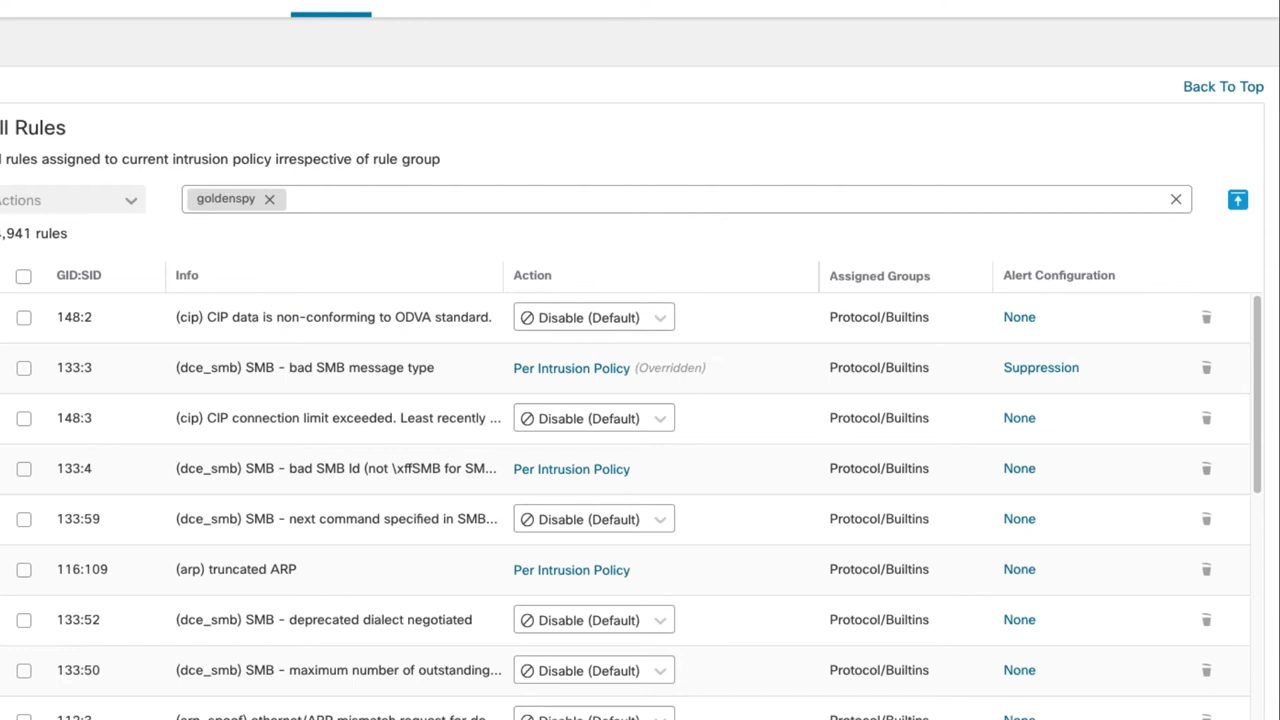 Back To Top
ll Rules
rules assigned to current intrusion policy irrespective of rule group
ctions
goldenspy
,941 rules
GID:SID Info Action Assigned Groups Alert Configuration
148:2 (cip) CIP data is non-conforming to ODVA standard. Disable (Default) Protocol/Builtins None
133:3 (dce_smb) SMB - bad SMB message type Per Intrusion Policy (Overridden) Protocol/Builtins Suppression
148:3 (cip) CIP connection limit exceeded. Least recently ... Disable (Default) Protocol/Builtins None
133:4 (dce_smb) SMB - bad SMB Id (not \xffSMB for SM... Per Intrusion Policy Protocol/Builtins None
133:59 (dce_smb) SMB - next command specified in SMB... Disable (Default) Protocol/Builtins None
116:109 (arp) truncated ARP Per Intrusion Policy Protocol/Builtins None
133:52 (dce_smb) SMB - deprecated dialect negotiated Disable (Default) Protocol/Builtins None
133:50 (dce_smb) SMB - maximum number of outstanding... Disable (Default) Protocol/Builtins None